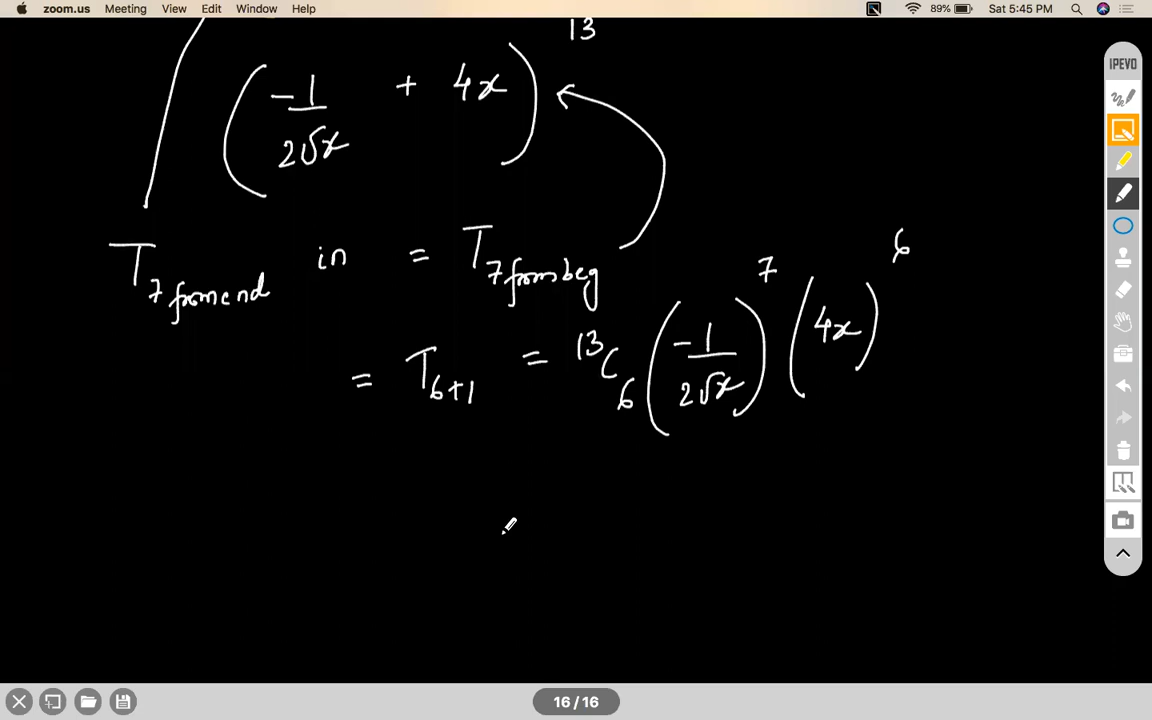 zoom.us Meeting View Edit Window Help 89% Sat 5:45 PM
13
IPEVO
(-1/2√x + 4x)
T7 from end in = T7 from beg
= T6+1 = 13C6 (-1/2√x)^7 (4x)^6
16 / 16